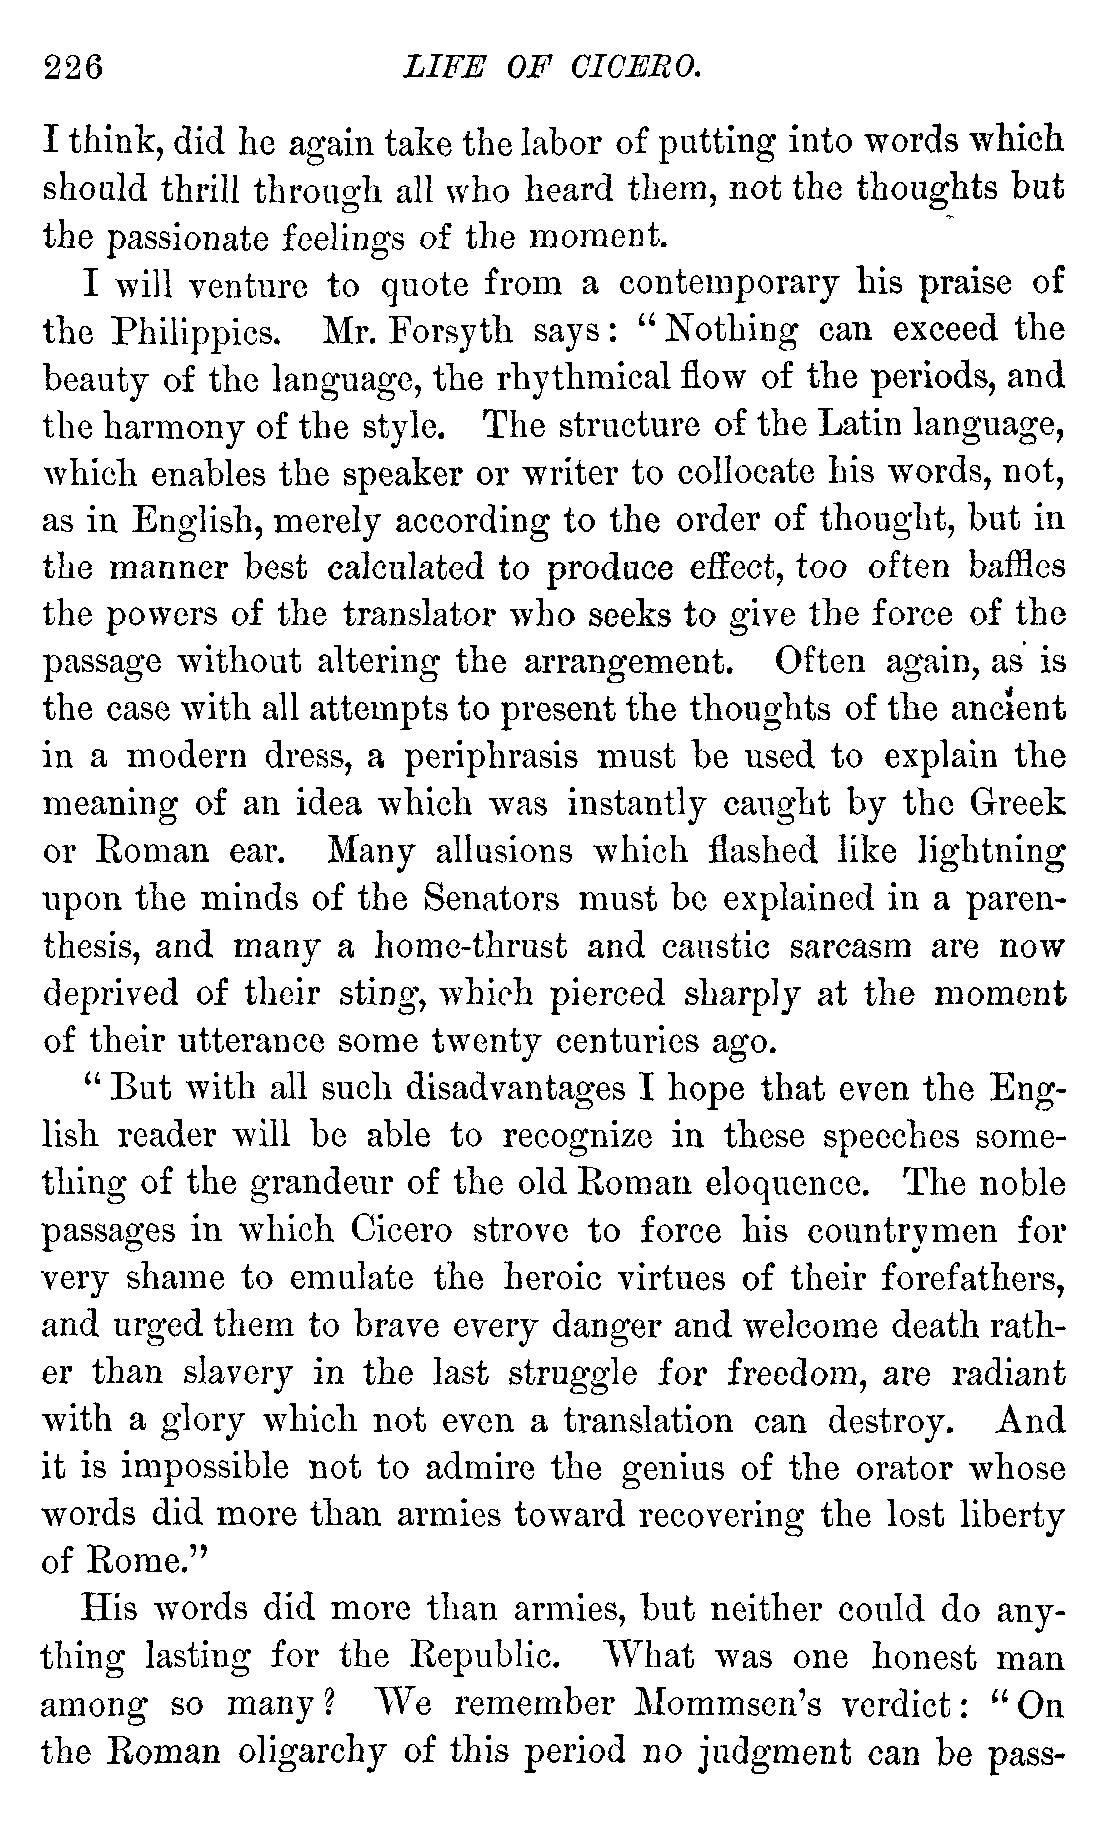 226 LIFE OF CICERO.
I think, did he again take the labor of putting into words which
should thrill through all who heard them, not the thoughts but
the passionate feelings of the moment.
I will venture to quote from a contemporary his praise of
the Philippics. Mr. Forsyth says: “Nothing can exceed the
beauty of the language, the rhythmical flow of the periods, and
the harmony of the style. The structure of the Latin language,
which enables the speaker or writer to collocate his words, not,
as in English, merely according to the order of thought, but in
the manner best calculated to produce effect, too often baffles
the powers of the translator who seeks to give the force of the
passage without altering the arrangement. Often again, as is
the case with all attempts to present the thoughts of the ancient
in a modern dress, a periphrasis must be used to explain the
meaning of an idea which was instantly caught by the Greek
or Roman ear. Many allusions which flashed like lightning
upon the minds of the Senators must be explained in a paren-
thesis, and many a home-thrust and caustic sarcasm are now
deprived of their sting, which pierced sharply at the moment
of their utterance some twenty centuries ago.
“But with all such disadvantages I hope that even the Eng-
lish reader will be able to recognize in these speeches some-
thing of the grandeur of the old Roman eloquence. The noble
passages in which Cicero strove to force his countrymen for
very shame to emulate the heroic virtues of their forefathers,
and urged them to brave every danger and welcome death rath-
er than slavery in the last struggle for freedom, are radiant
with a glory which not even a translation can destroy. And
it is impossible not to admire the genius of the orator whose
words did more than armies toward recovering the lost liberty
of Rome.”
His words did more than armies, but neither could do any-
thing lasting for the Republic. What was one honest man
among so many? We remember Mommsen's verdict: “On
the Roman oligarchy of this period no judgment can be pass-